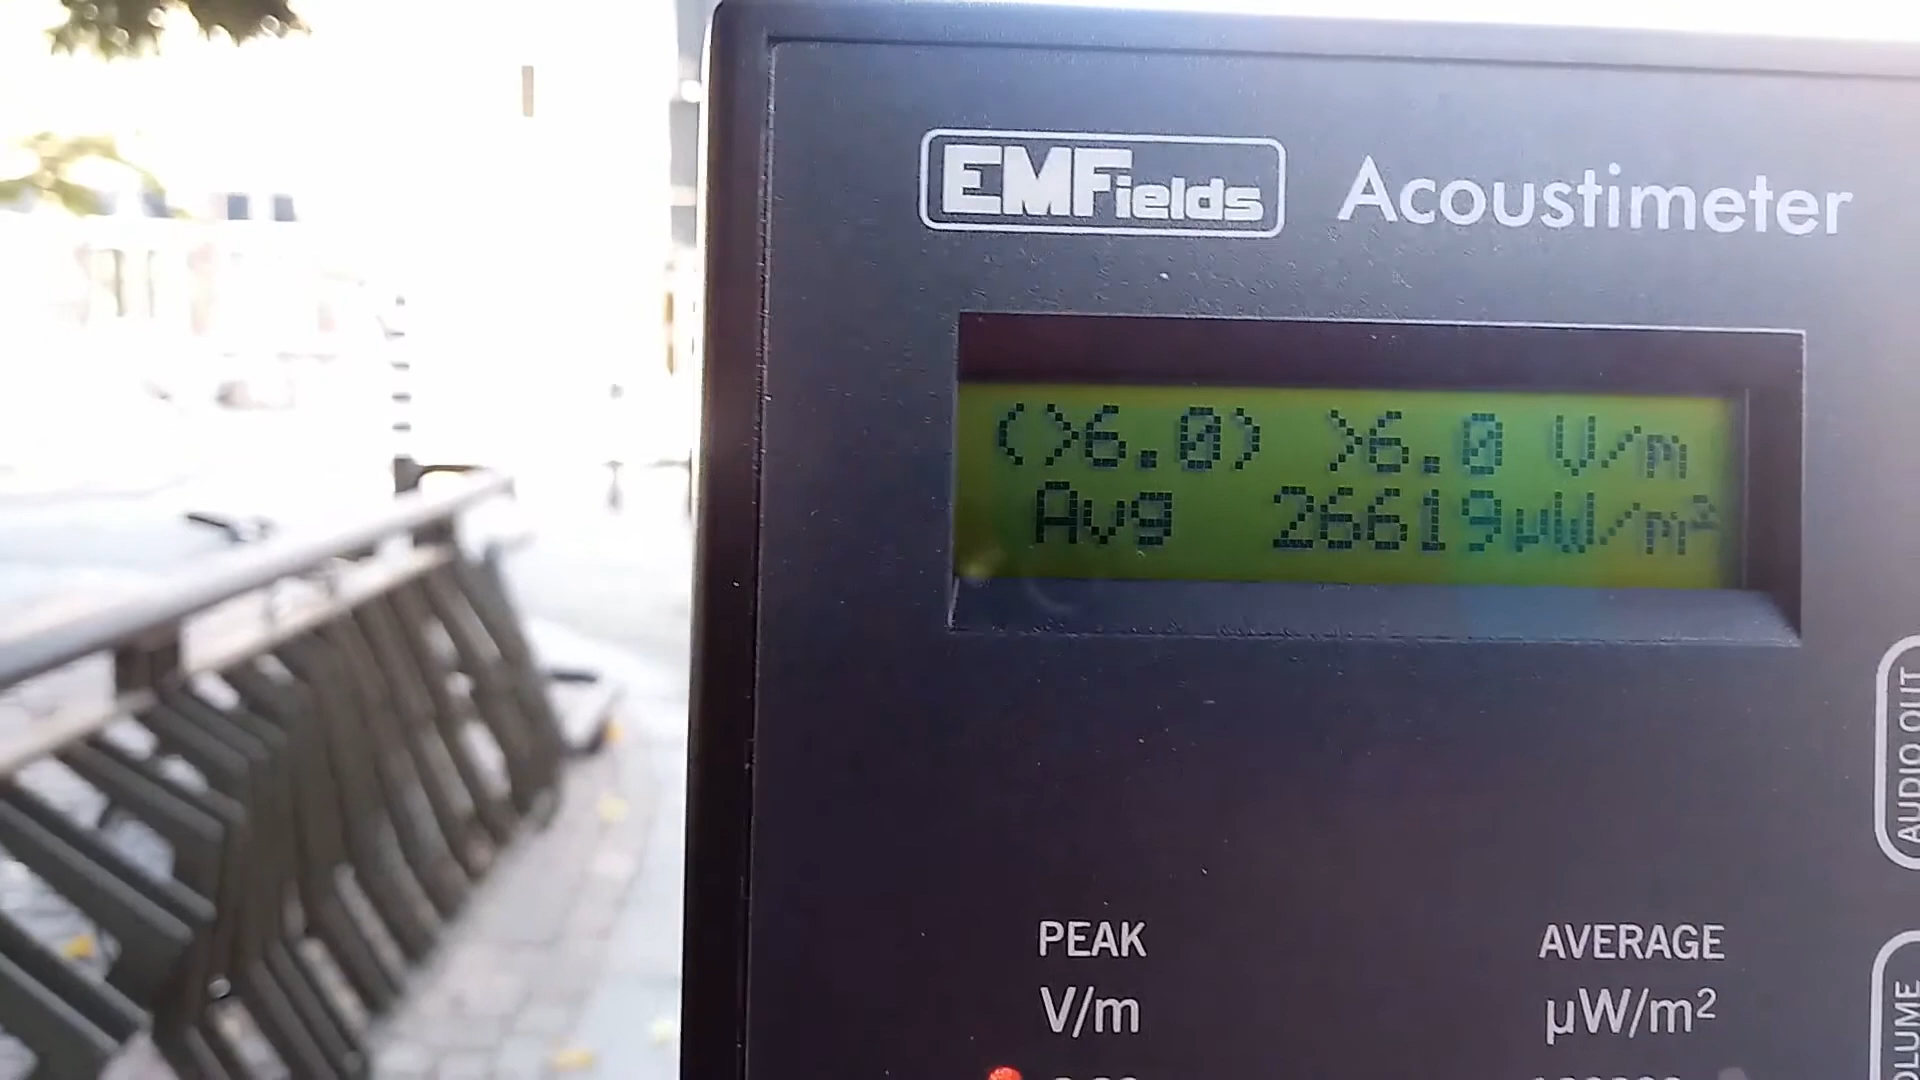 EMFields Acoustimeter
(>6.0) >6.0 V/m
Avg 26619µW/m²
AUDIO OUT
PEAK AVERAGE
V/m µW/m²